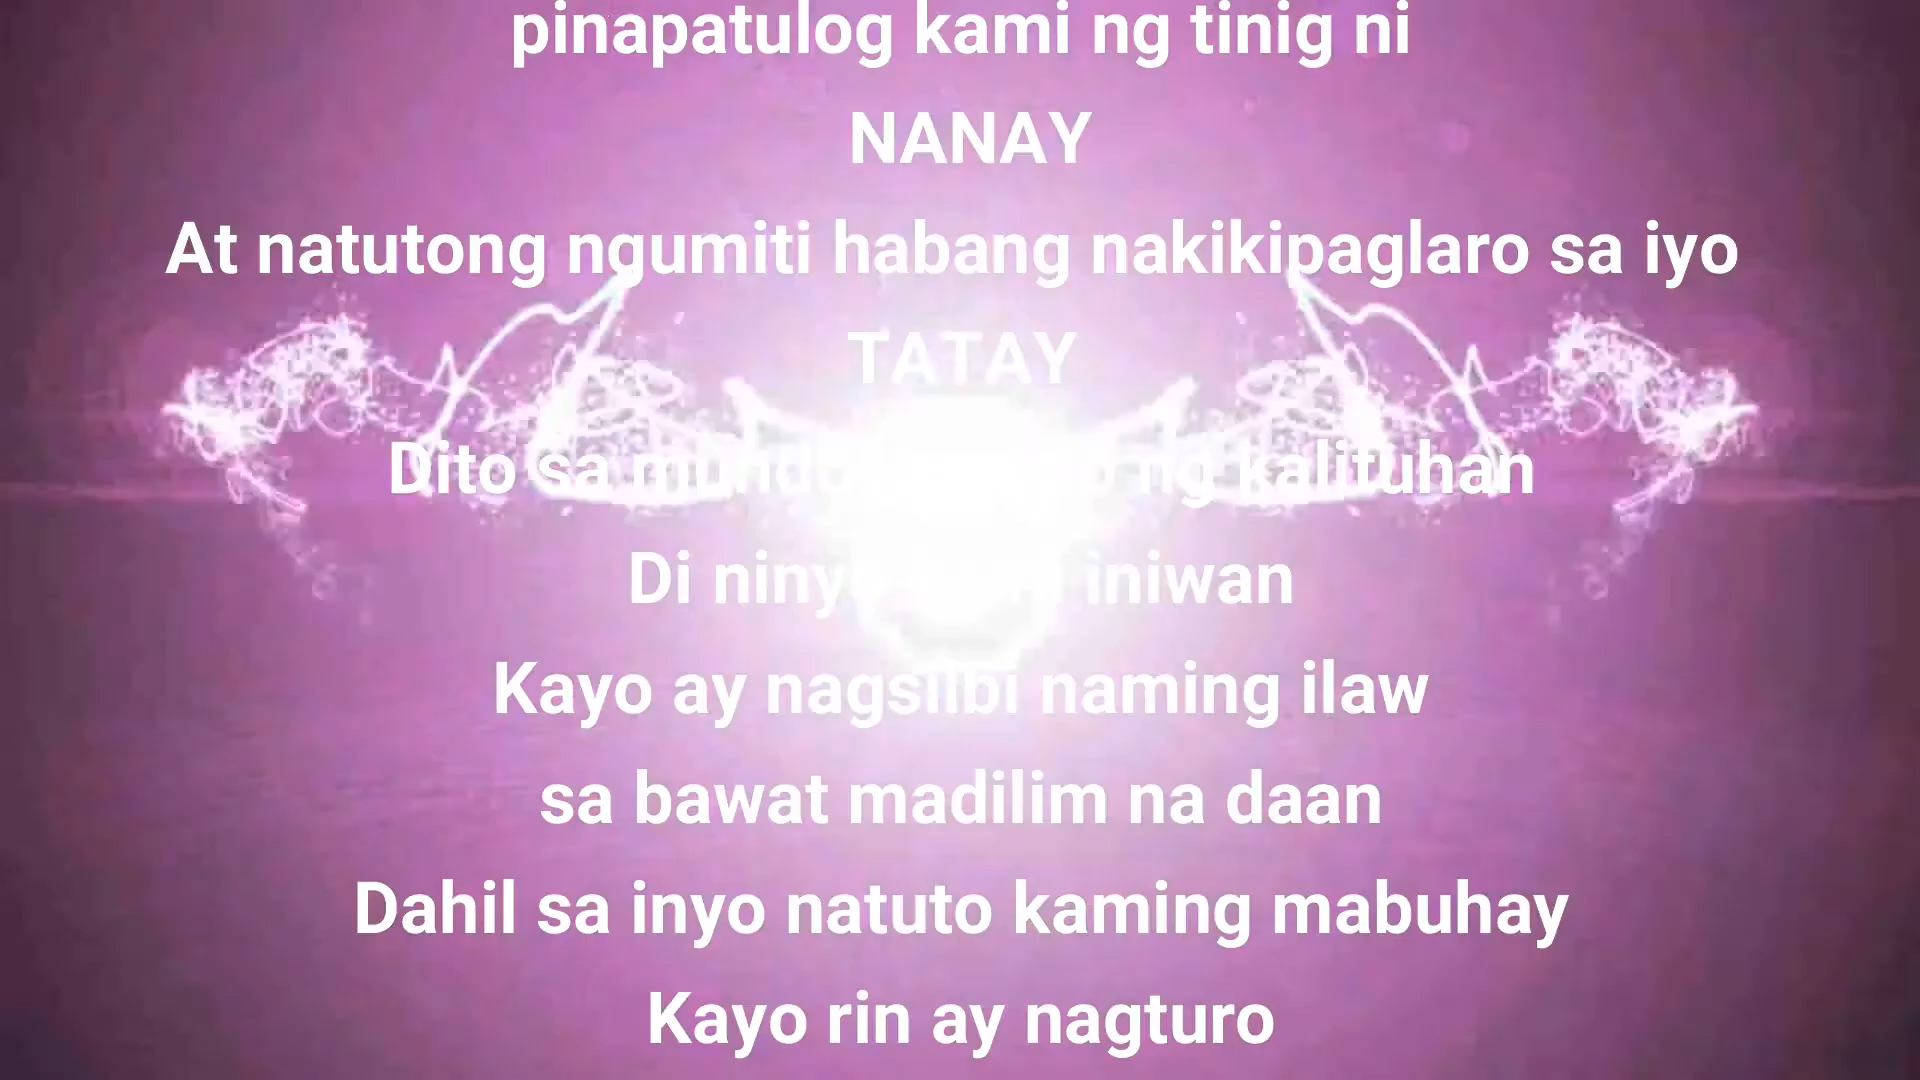 pinapatulog kami ng tinig ni
NANAY
At natutong ngumiti habang nakikipaglaro sa iyo
TATAY
Dito sa ng kalituhan
Di iniwan
Kayo ay nagsilbi naming ilaw
sa bawat madilim na daan
Dahil sa inyo natuto kaming mabuhay
Kayo rin ay nagturo